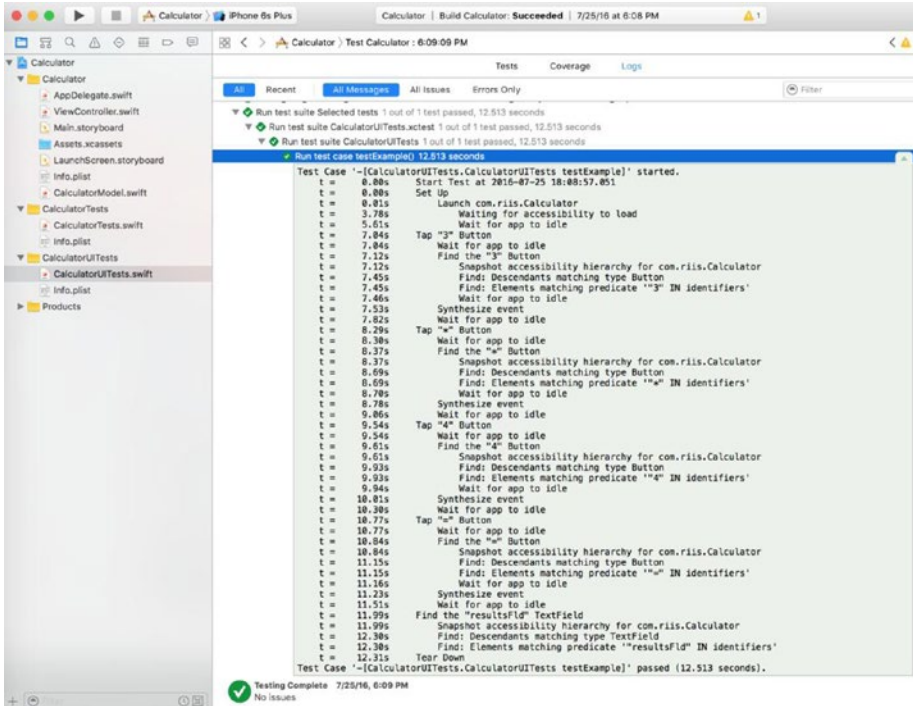 Calculator iPhone 6s Plus
Calculator | Build Calculator: Succeeded | 7/25/16 at 6:08 PM
1
Calculator Test Calculator : 6:09:09 PM
Calculator
Calculator
AppDelegate.swift
ViewController.swift
Main.storyboard
Assets.xcassets
LaunchScreen.storyboard
Info.plist
CalculatorModel.swift
CalculatorTests
CalculatorTests.swift
Info.plist
CalculatorUITests
CalculatorUITests.swift
Info.plist
Products
Tests Coverage Logs
All Recent All Messages All Issues Errors Only Filter
Run test suite Selected tests 1 out of 1 test passed, 12.513 seconds
Run test suite CalculatorUITests.xctest 1 out of 1 test passed, 12.513 seconds
Run test suite CalculatorUITests 1 out of 1 test passed, 12.513 seconds
Run test case testExample() 12.513 seconds
Test Case '-[CalculatorUITests.CalculatorUITests testExample]' started.
t = 0.00s Start Test at 2016-07-25 18:08:57.051
t = 0.00s Set Up
t = 0.01s Launch com.riis.Calculator
t = 3.78s Waiting for accessibility to load
t = 5.61s Wait for app to idle
t = 7.04s Tap "3" Button
t = 7.04s Wait for app to idle
t = 7.12s Find the "3" Button
t = 7.12s Snapshot accessibility hierarchy for com.riis.Calculator
t = 7.45s Find: Descendants matching type Button
t = 7.45s Find: Elements matching predicate '"3" IN identifiers'
t = 7.46s Wait for app to idle
t = 7.53s Synthesize event
t = 7.82s Wait for app to idle
t = 8.29s Tap "*" Button
t = 8.30s Wait for app to idle
t = 8.37s Find the "*" Button
t = 8.37s Snapshot accessibility hierarchy for com.riis.Calculator
t = 8.69s Find: Descendants matching type Button
t = 8.69s Find: Elements matching predicate '"*" IN identifiers'
t = 8.70s Wait for app to idle
t = 8.78s Synthesize event
t = 9.06s Wait for app to idle
t = 9.54s Tap "4" Button
t = 9.54s Wait for app to idle
t = 9.61s Find the "4" Button
t = 9.61s Snapshot accessibility hierarchy for com.riis.Calculator
t = 9.93s Find: Descendants matching type Button
t = 9.93s Find: Elements matching predicate '"4" IN identifiers'
t = 9.94s Wait for app to idle
t = 10.01s Synthesize event
t = 10.30s Wait for app to idle
t = 10.77s Tap "=" Button
t = 10.77s Wait for app to idle
t = 10.84s Find the "=" Button
t = 10.84s Snapshot accessibility hierarchy for com.riis.Calculator
t = 11.15s Find: Descendants matching type Button
t = 11.15s Find: Elements matching predicate '"=" IN identifiers'
t = 11.16s Wait for app to idle
t = 11.23s Synthesize event
t = 11.51s Wait for app to idle
t = 11.99s Find the "resultsFld" TextField
t = 11.99s Snapshot accessibility hierarchy for com.riis.Calculator
t = 12.30s Find: Descendants matching type TextField
t = 12.30s Find: Elements matching predicate '"resultsFld" IN identifiers'
t = 12.31s Tear Down
Test Case '-[CalculatorUITests.CalculatorUITests testExample]' passed (12.513 seconds).
Testing Complete 7/25/16, 6:09 PM
No issues
Filter